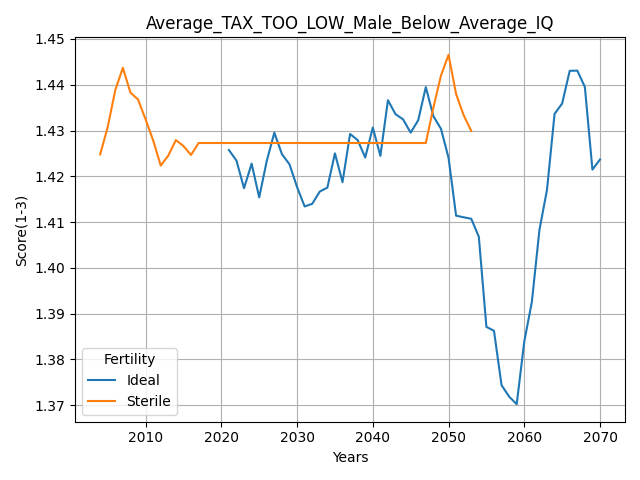 Average_TAX_TOO_LOW_Male_Below_Average_IQ
Score(1-3)
1.45
1.44
1.43
1.42
1.41
1.40
1.39
1.38
1.37
Fertility
Ideal
Sterile
2010 2020 2030 2040 2050 2060 2070
Years